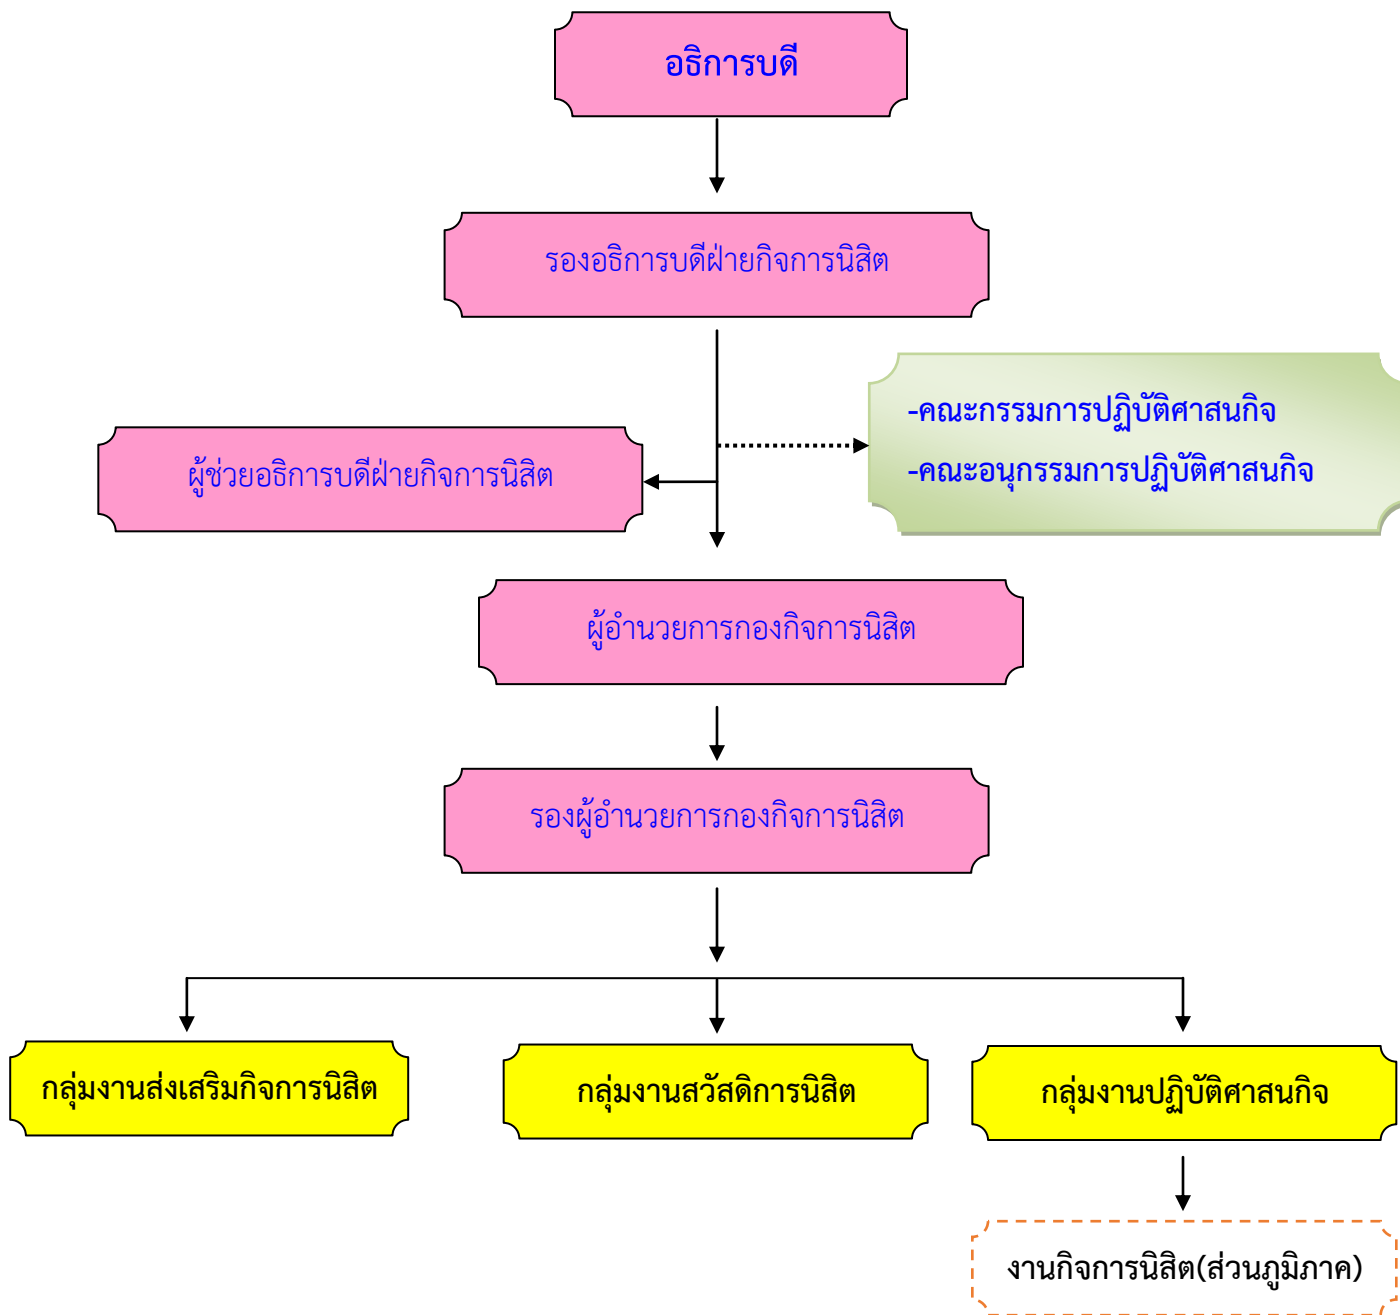 อธิการบดี
รองอธิการบดีฝ่ายกิจการนิสิต
-คณะกรรมการปฏิบัติศาสนกิจ
-คณะอนุกรรมการปฏิบัติศาสนกิจ
ผู้ช่วยอธิการบดีฝ่ายกิจการนิสิต
ผู้อำนวยการกองกิจการนิสิต
รองผู้อำนวยการกองกิจการนิสิต
กลุ่มงานส่งเสริมกิจการนิสิต
กลุ่มงานสวัสดิการนิสิต
กลุ่มงานปฏิบัติศาสนกิจ
งานกิจการนิสิต(ส่วนภูมิภาค)